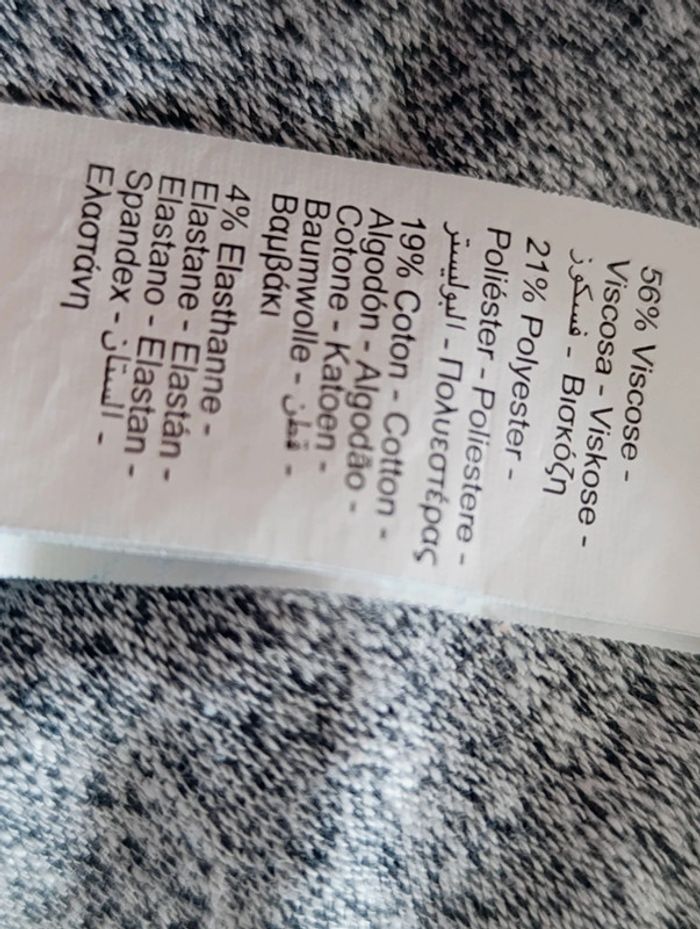 56% Viscose -
Viscosa - Viskose -
فسكوز - Βισκόζη
21% Polyester -
Poliéster - Poliestere -
البوليستر - Πολυεστέρας
19% Coton - Cotton -
Algodón - Algodão -
Cotone - Katoen -
Baumwolle - قطن -
Βαμβάκι
4% Elasthanne -
Elastane - Elastán -
Elastano - Elastan -
Spandex - الستان -
Ελαστάνη